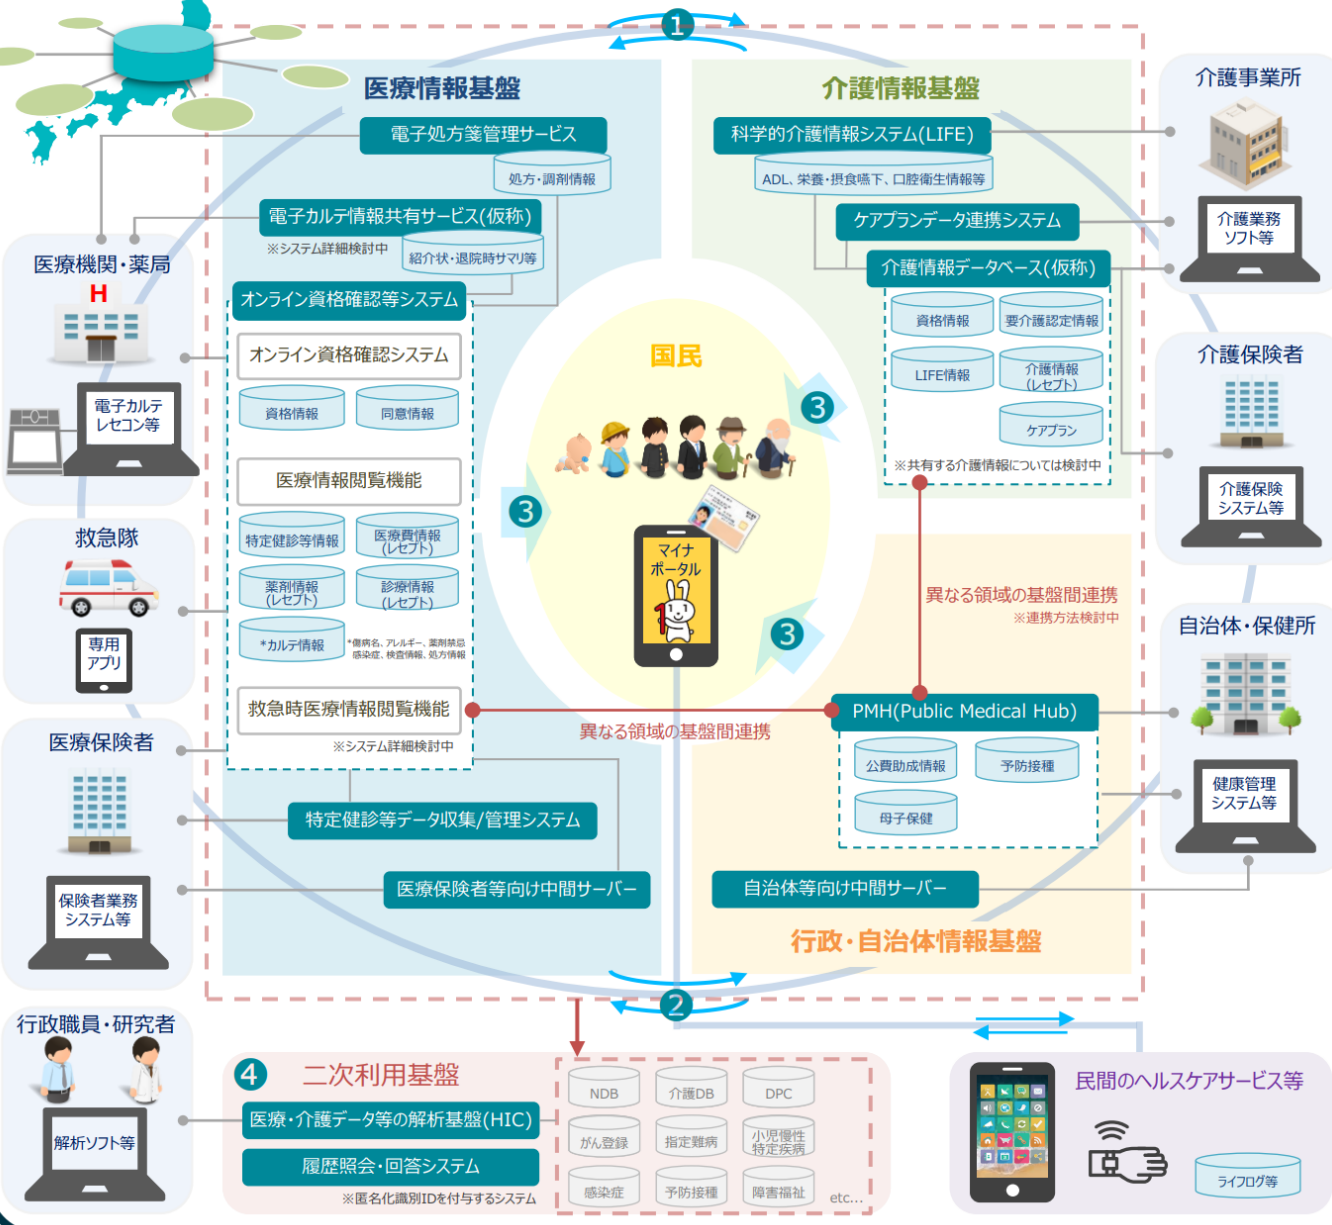 ❶
医療情報基盤
電子処方箋管理サービス
処方・調剤情報
電子カルテ情報共有サービス(仮称)
※システム詳細検討中
紹介状・退院時サマリ等
オンライン資格確認等システム
オンライン資格確認システム
資格情報
同意情報
医療情報閲覧機能
特定健診等情報
医療費情報
(レセプト)
薬剤情報
(レセプト)
診療情報
(レセプト)
*カルテ情報
*傷病名、アレルギー、薬剤禁忌
感染症、検査情報、処方情報
救急時医療情報閲覧機能
※システム詳細検討中
特定健診等データ収集/管理システム
医療保険者等向け中間サーバー
介護情報基盤
科学的介護情報システム(LIFE)
ADL、栄養・摂食嚥下、口腔衛生情報等
ケアプランデータ連携システム
介護情報データベース(仮称)
資格情報
要介護認定情報
LIFE情報
介護情報
(レセプト)
ケアプラン
※共有する介護情報については検討中
国民
❸
❸
❸
マイナ
ポータル
1
異なる領域の基盤間連携
※連携方法検討中
異なる領域の基盤間連携
PMH(Public Medical Hub)
公費助成情報
予防接種
母子保健
自治体等向け中間サーバー
行政・自治体情報基盤
❷
医療機関・薬局
H
電子カルテ
レセコン等
救急隊
専用
アプリ
医療保険者
保険者業務
システム等
行政職員・研究者
解析ソフト等
介護事業所
介護業務
ソフト等
介護保険者
介護保険
システム等
自治体・保健所
健康管理
システム等
❹
二次利用基盤
医療・介護データ等の解析基盤(HIC)
履歴照会・回答システム
※匿名化識別IDを付与するシステム
NDB
介護DB
DPC
がん登録
指定難病
小児慢性
特定疾病
感染症
予防接種
障害福祉
etc...
民間のヘルスケアサービス等
ライフログ等